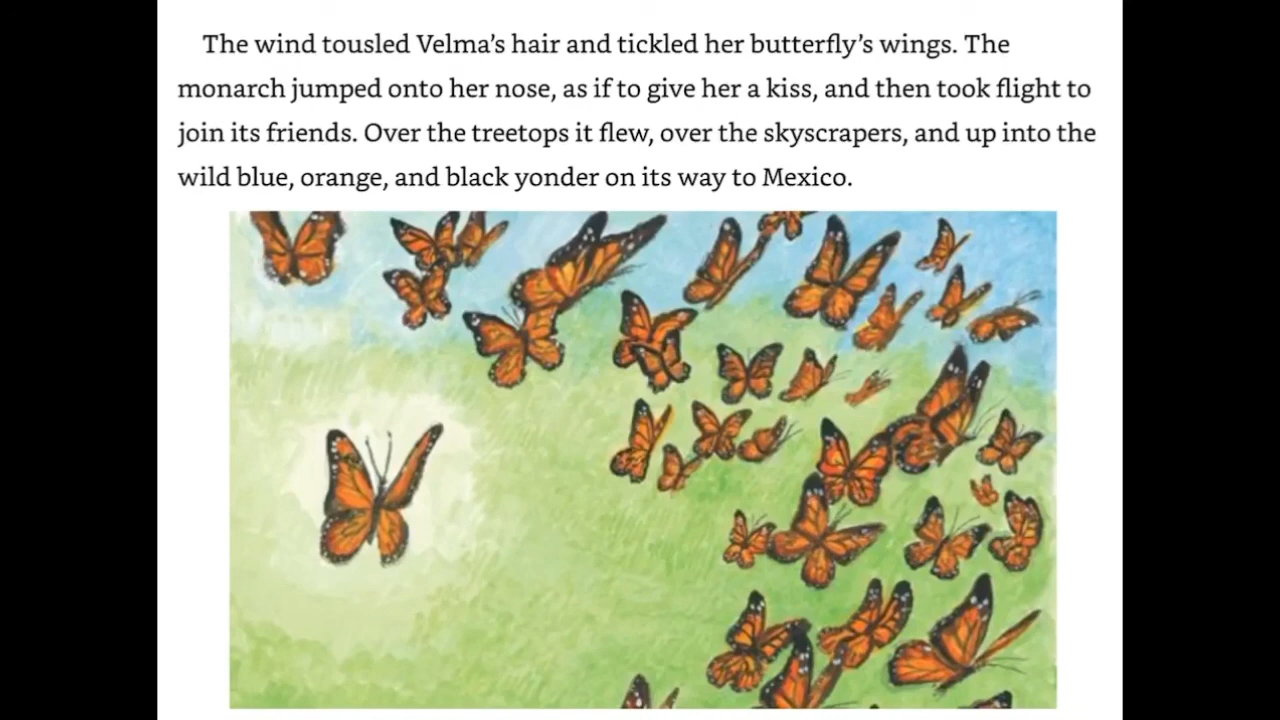 The wind tousled Velma’s hair and tickled her butterfly’s wings. The
monarch jumped onto her nose, as if to give her a kiss, and then took flight to
join its friends. Over the treetops it flew, over the skyscrapers, and up into the
wild blue, orange, and black yonder on its way to Mexico.